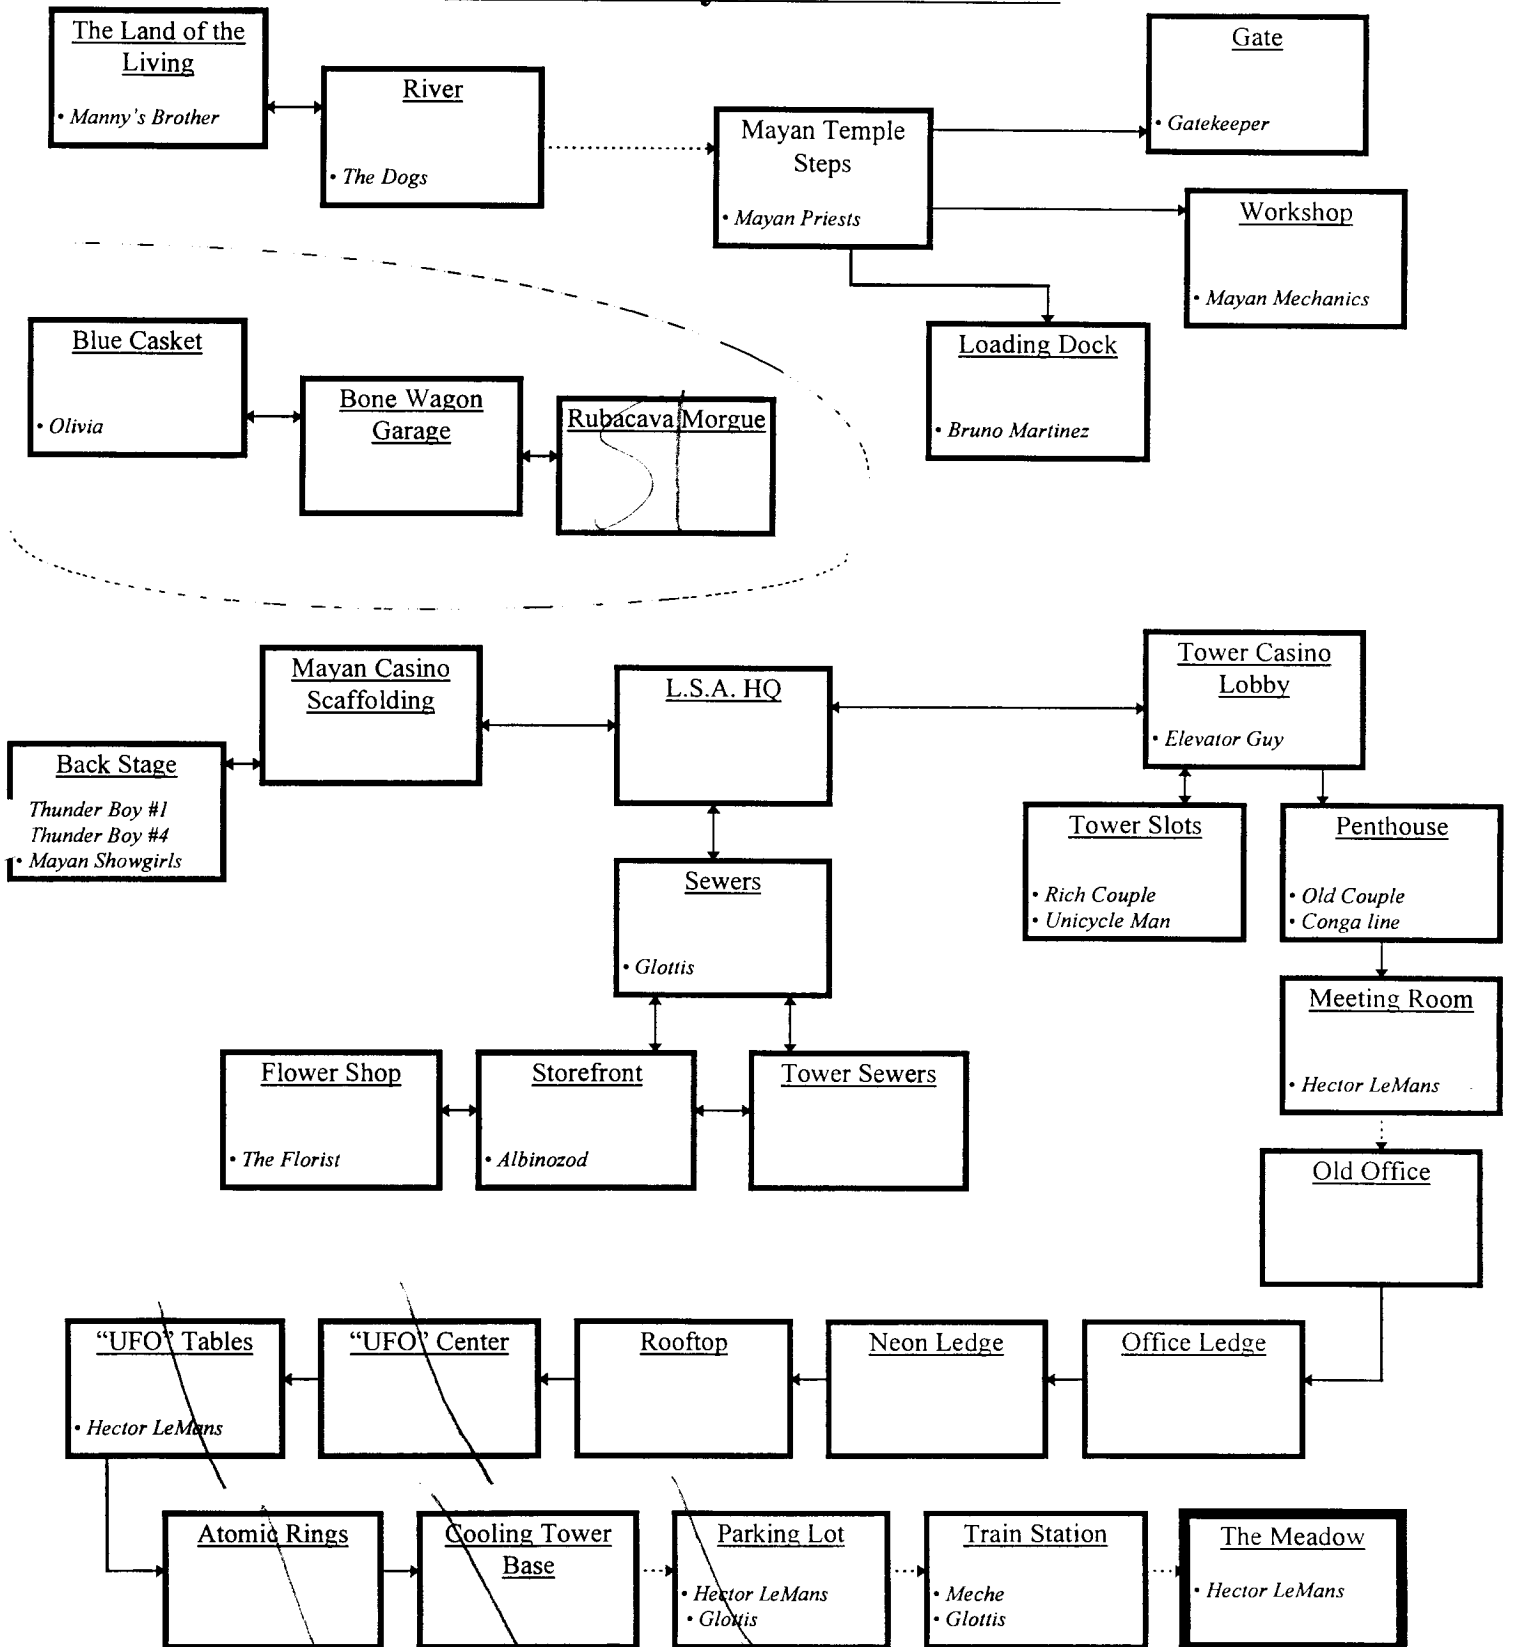 The Land of the
Living
• Manny's Brother
River
• The Dogs
Mayan Temple
Steps
• Mayan Priests
Gate
• Gatekeeper
Workshop
• Mayan Mechanics
Loading Dock
• Bruno Martinez
Blue Casket
• Olivia
Bone Wagon
Garage
Rubacava Morgue
Mayan Casino
Scaffolding
L.S.A. HQ
Tower Casino
Lobby
• Elevator Guy
Back Stage
Thunder Boy #1
Thunder Boy #4
• Mayan Showgirls
Tower Slots
• Rich Couple
• Unicycle Man
Penthouse
• Old Couple
• Conga line
Sewers
• Glottis
Meeting Room
• Hector LeMans
Flower Shop
• The Florist
Storefront
• Albinozod
Tower Sewers
Old Office
“UFO” Tables
• Hector LeMans
“UFO” Center
Rooftop
Neon Ledge
Office Ledge
Atomic Rings
Cooling Tower
Base
Parking Lot
• Hector LeMans
• Glottis
Train Station
• Meche
• Glottis
The Meadow
• Hector LeMans